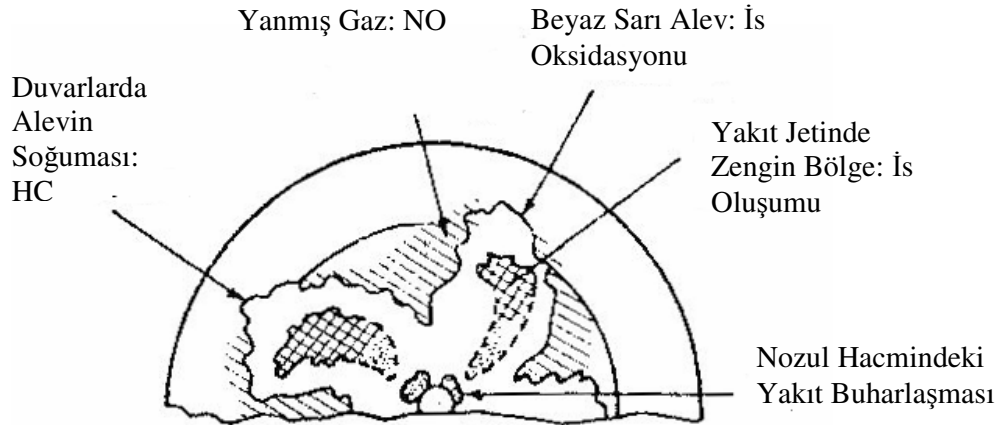 Yanmış Gaz: NO
Beyaz Sarı Alev: İs
Oksidasyonu
Duvarlarda
Alevin
Soğuması:
HC
Yakıt Jetinde
Zengin Bölge: İs
Oluşumu
Nozul Hacmindeki
Yakıt Buharlaşması